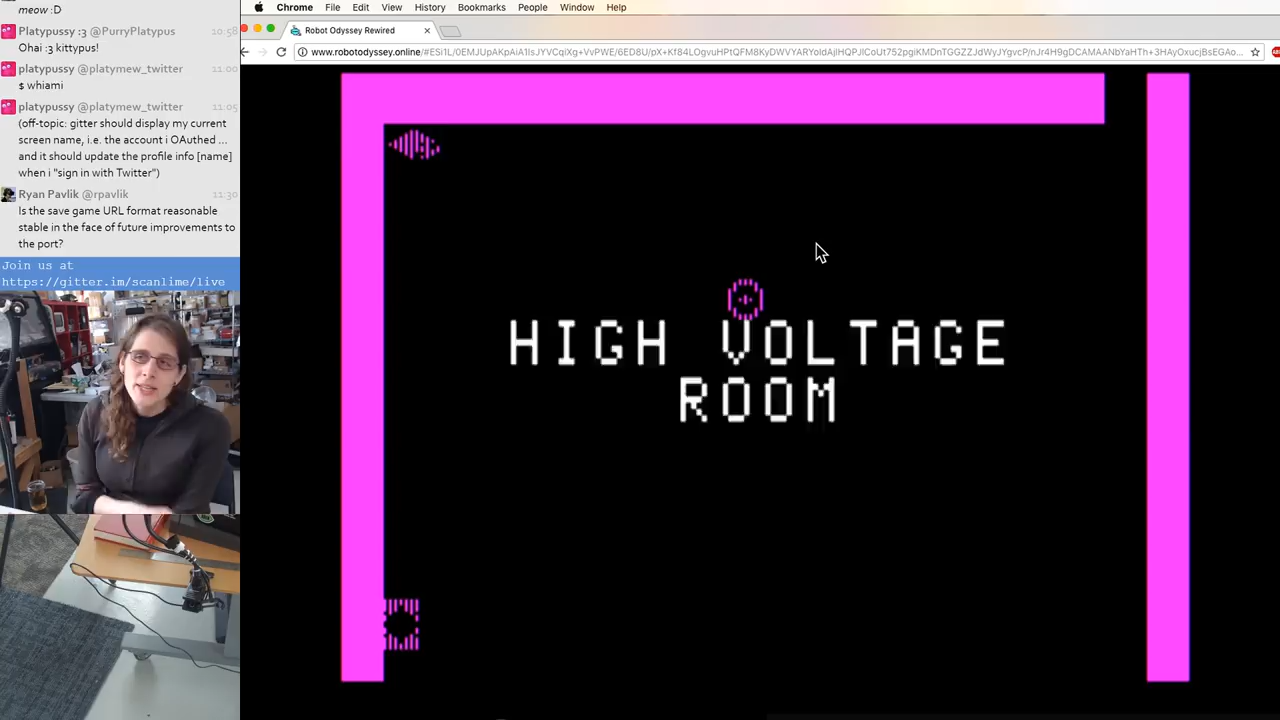 meow :D
Platypussy :3 @PurryPlatypus 10:58
Ohai :3 kittypus!
platypussy @platymew_twitter 11:00
$ whiami
platypussy @platymew_twitter 11:05
(off-topic: gitter should display my current
screen name, i.e. the account i OAuthed ...
and it should update the profile info [name]
when i "sign in with Twitter")
Ryan Pavlik @rpavlik 11:30
Is the save game URL format reasonable
stable in the face of future improvements to
the port?
Join us at
https://gitter.im/scanlime/live
Chrome File Edit View History Bookmarks People Window Help
Robot Odyssey Rewired
www.robotodyssey.online
HIGH VOLTAGE
ROOM